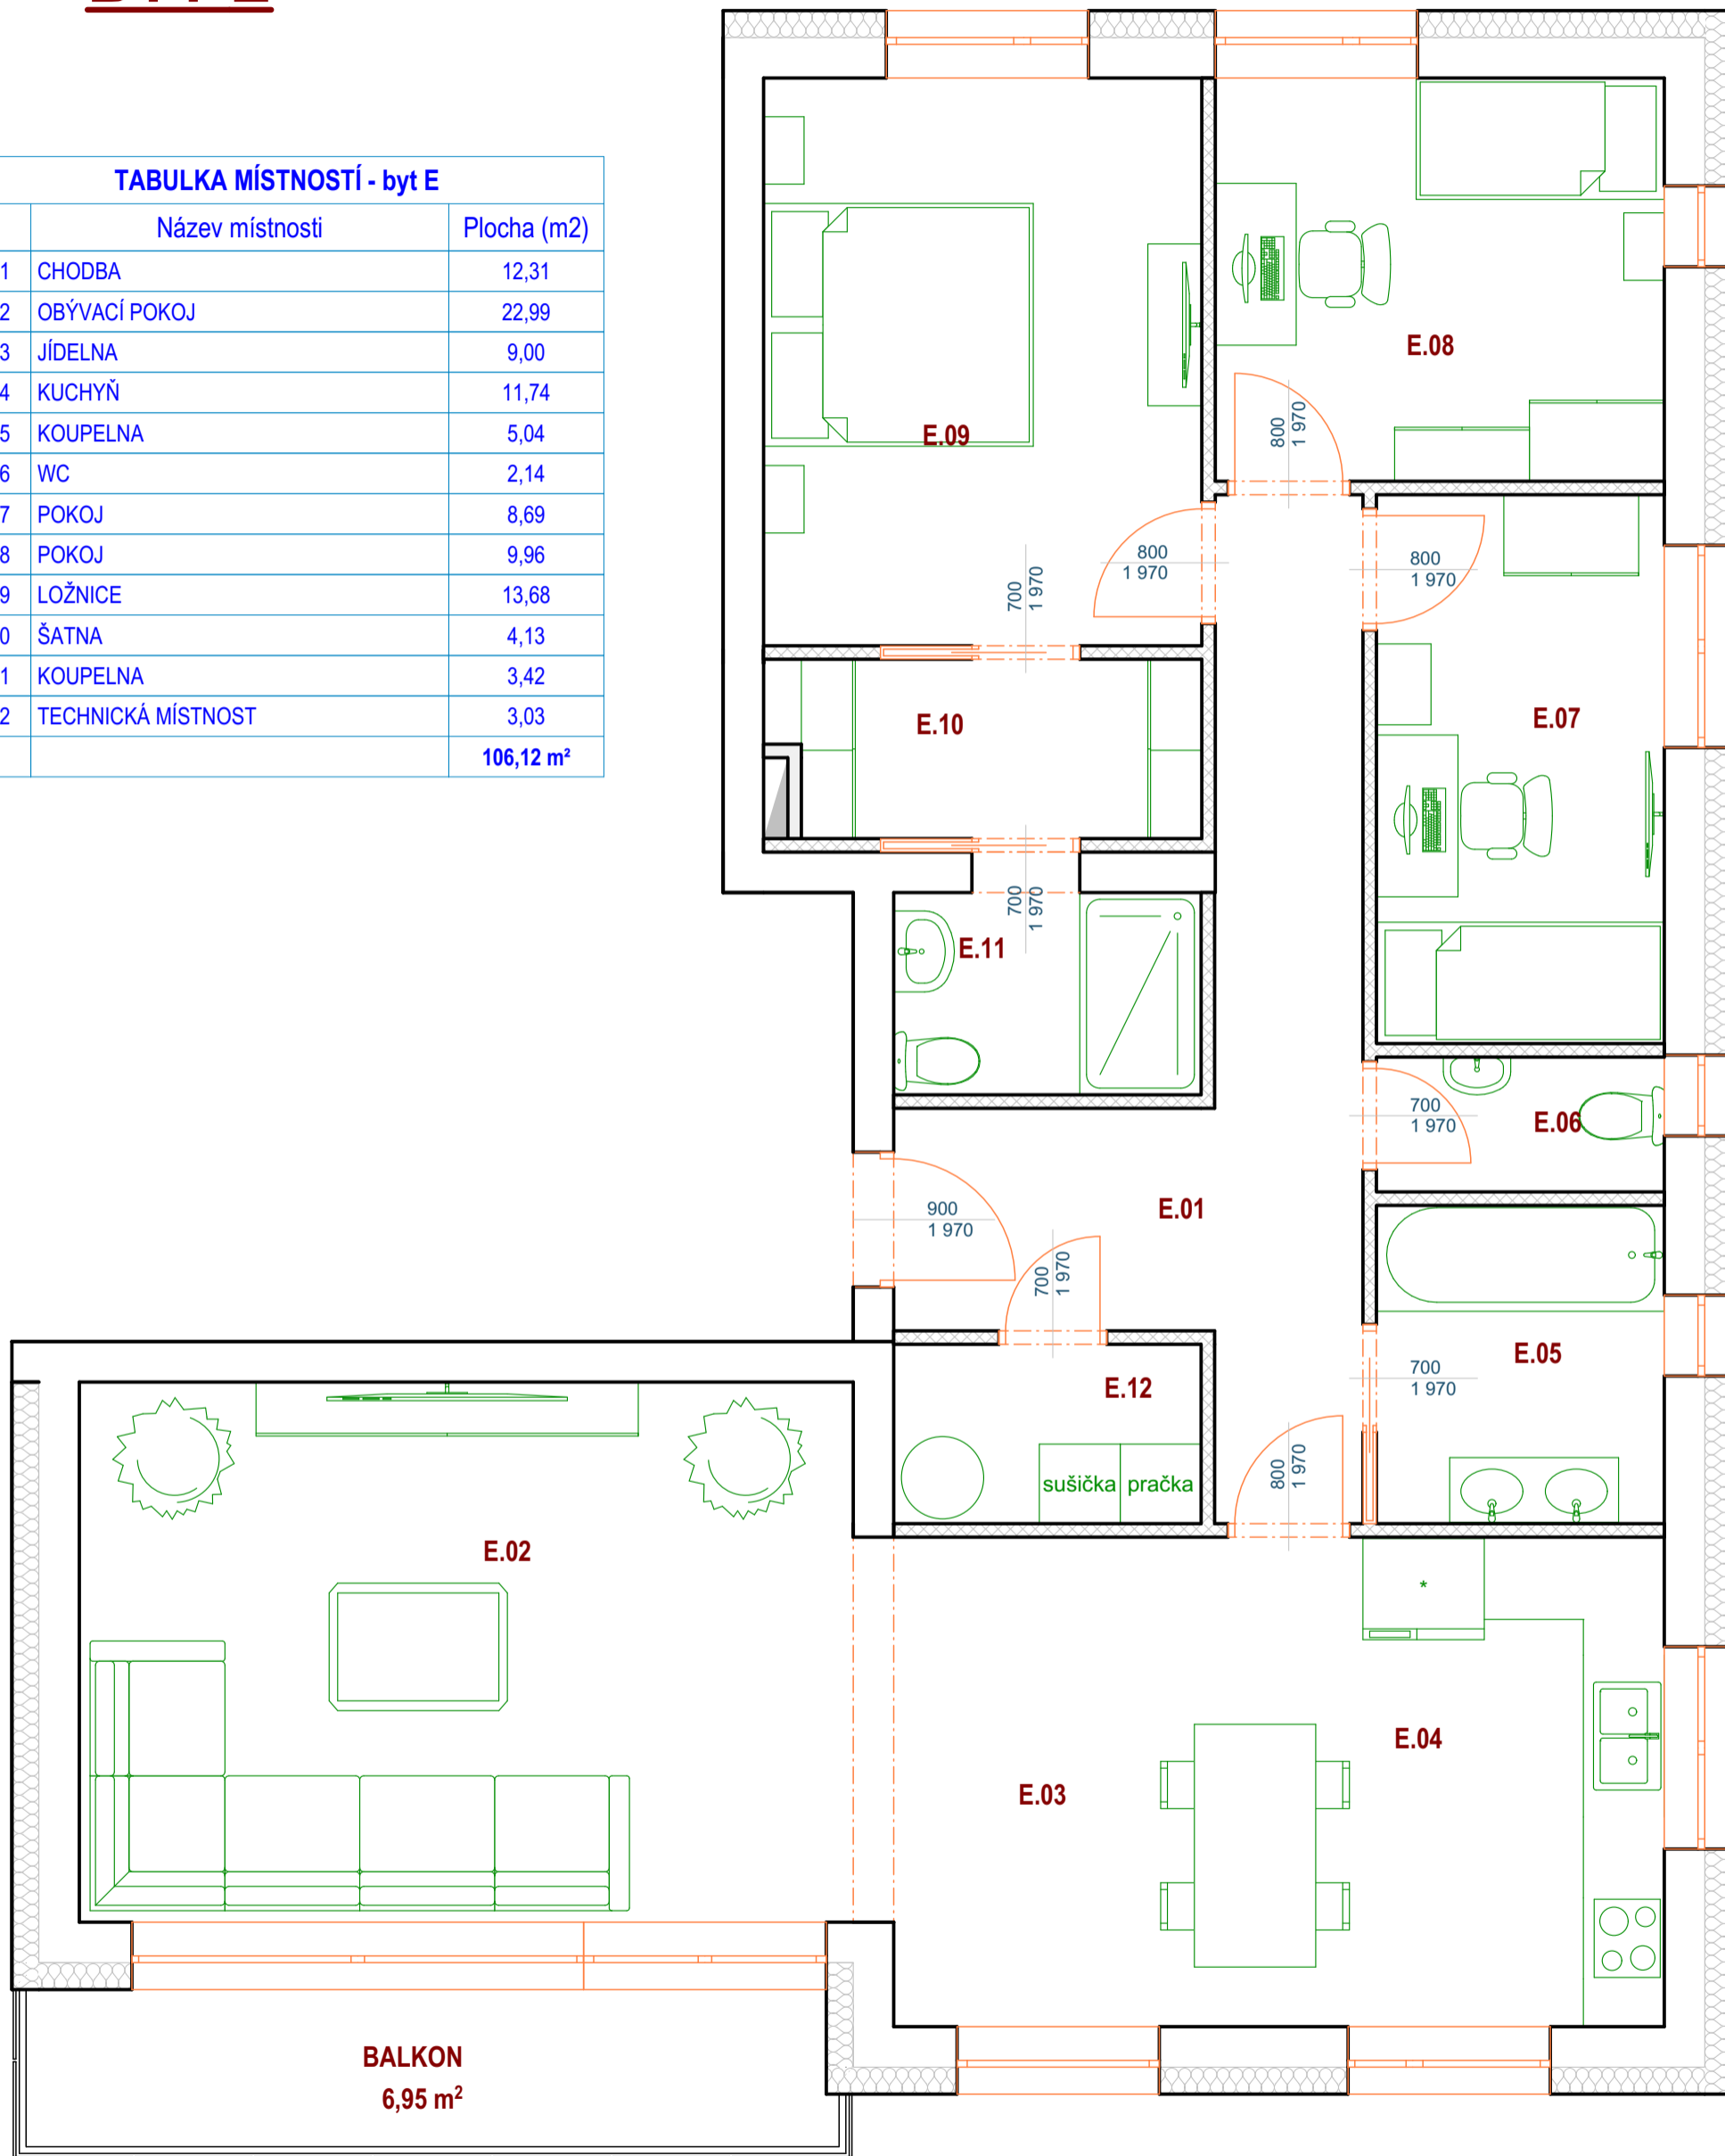 TABULKA MÍSTNOSTÍ - byt E
Název místnosti Plocha (m2)
1 CHODBA 12,31
2 OBÝVACÍ POKOJ 22,99
3 JÍDELNA 9,00
4 KUCHYŇ 11,74
5 KOUPELNA 5,04
6 WC 2,14
7 POKOJ 8,69
8 POKOJ 9,96
9 LOŽNICE 13,68
0 ŠATNA 4,13
1 KOUPELNA 3,42
2 TECHNICKÁ MÍSTNOST 3,03
106,12 m²
E.08
E.09
800
1 970
800
1 970
800
1 970
700
1 970
E.10
E.07
700
1 970
E.11
700
1 970
E.06
E.01
900
1 970
700
1 970
E.05
700
1 970
E.12
800
1 970
sušička pračka
E.02
*
E.04
E.03
BALKON
6,95 m²